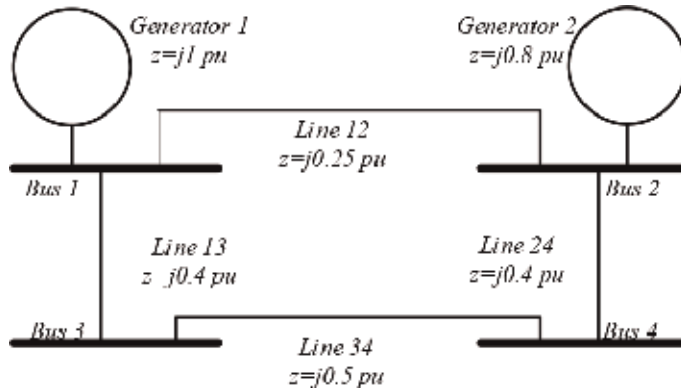 Generator 1
z=j1 pu
Generator 2
z=j0.8 pu
Line 12
z=j0.25 pu
Bus 1
Bus 2
Line 13
z j0.4 pu
Line 24
z=j0.4 pu
Bus 3
Bus 4
Line 34
z=j0.5 pu